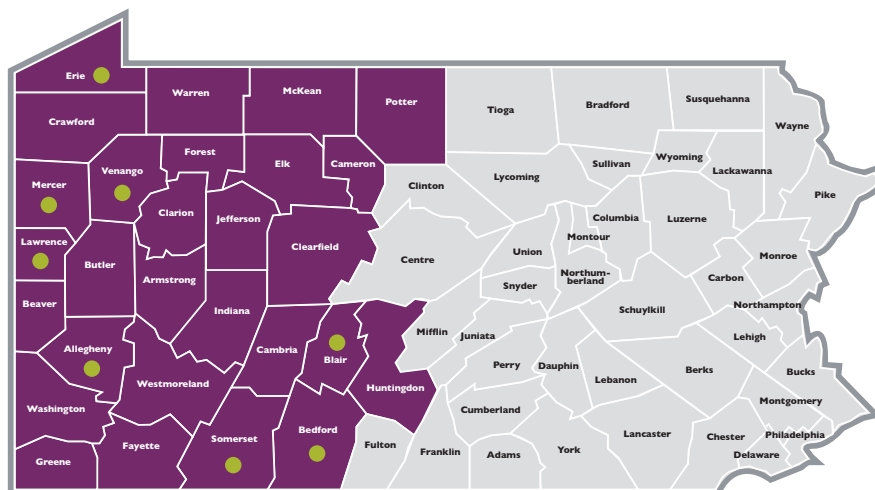 Erie
Warren
McKean
Potter
Crawford
Tioga
Bradford
Susquehanna
Wayne
Forest
Elk
Cameron
Venango
Mercer
Clinton
Lycoming
Sullivan
Wyoming
Lackawanna
Pike
Clarion
Jefferson
Clearfield
Columbia
Luzerne
Montour
Lawrence
Butler
Armstrong
Centre
Union
Monroe
Northum-
berland
Snyder
Carbon
Beaver
Indiana
Schuylkill
Northampton
Mifflin
Juniata
Lehigh
Allegheny
Cambria
Blair
Perry
Dauphin
Lebanon
Berks
Bucks
Westmoreland
Huntingdon
Washington
Cumberland
Montgomery
Somerset
Bedford
Fulton
Franklin
Lancaster
Chester
Philadelphia
Greene
Fayette
Adams
York
Delaware